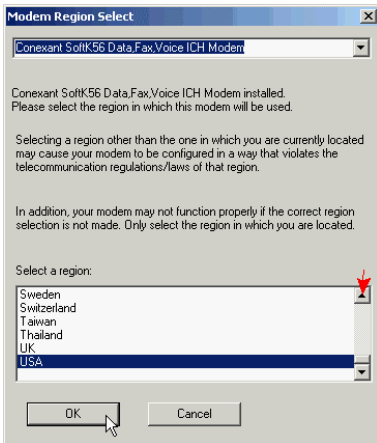 Modem Region Select
Conexant SoftK56 Data,Fax,Voice ICH Modem
Conexant SoftK56 Data,Fax,Voice ICH Modem installed.
Please select the region in which this modem will be used.
Selecting a region other than the one in which you are currently located
may cause your modem to be configured in a way that violates the
telecommunication regulations/laws of that region.
In addition, your modem may not function properly if the correct region
selection is not made. Only select the region in which you are located.
Select a region:
Sweden
Switzerland
Taiwan
Thailand
UK
USA
OK
Cancel